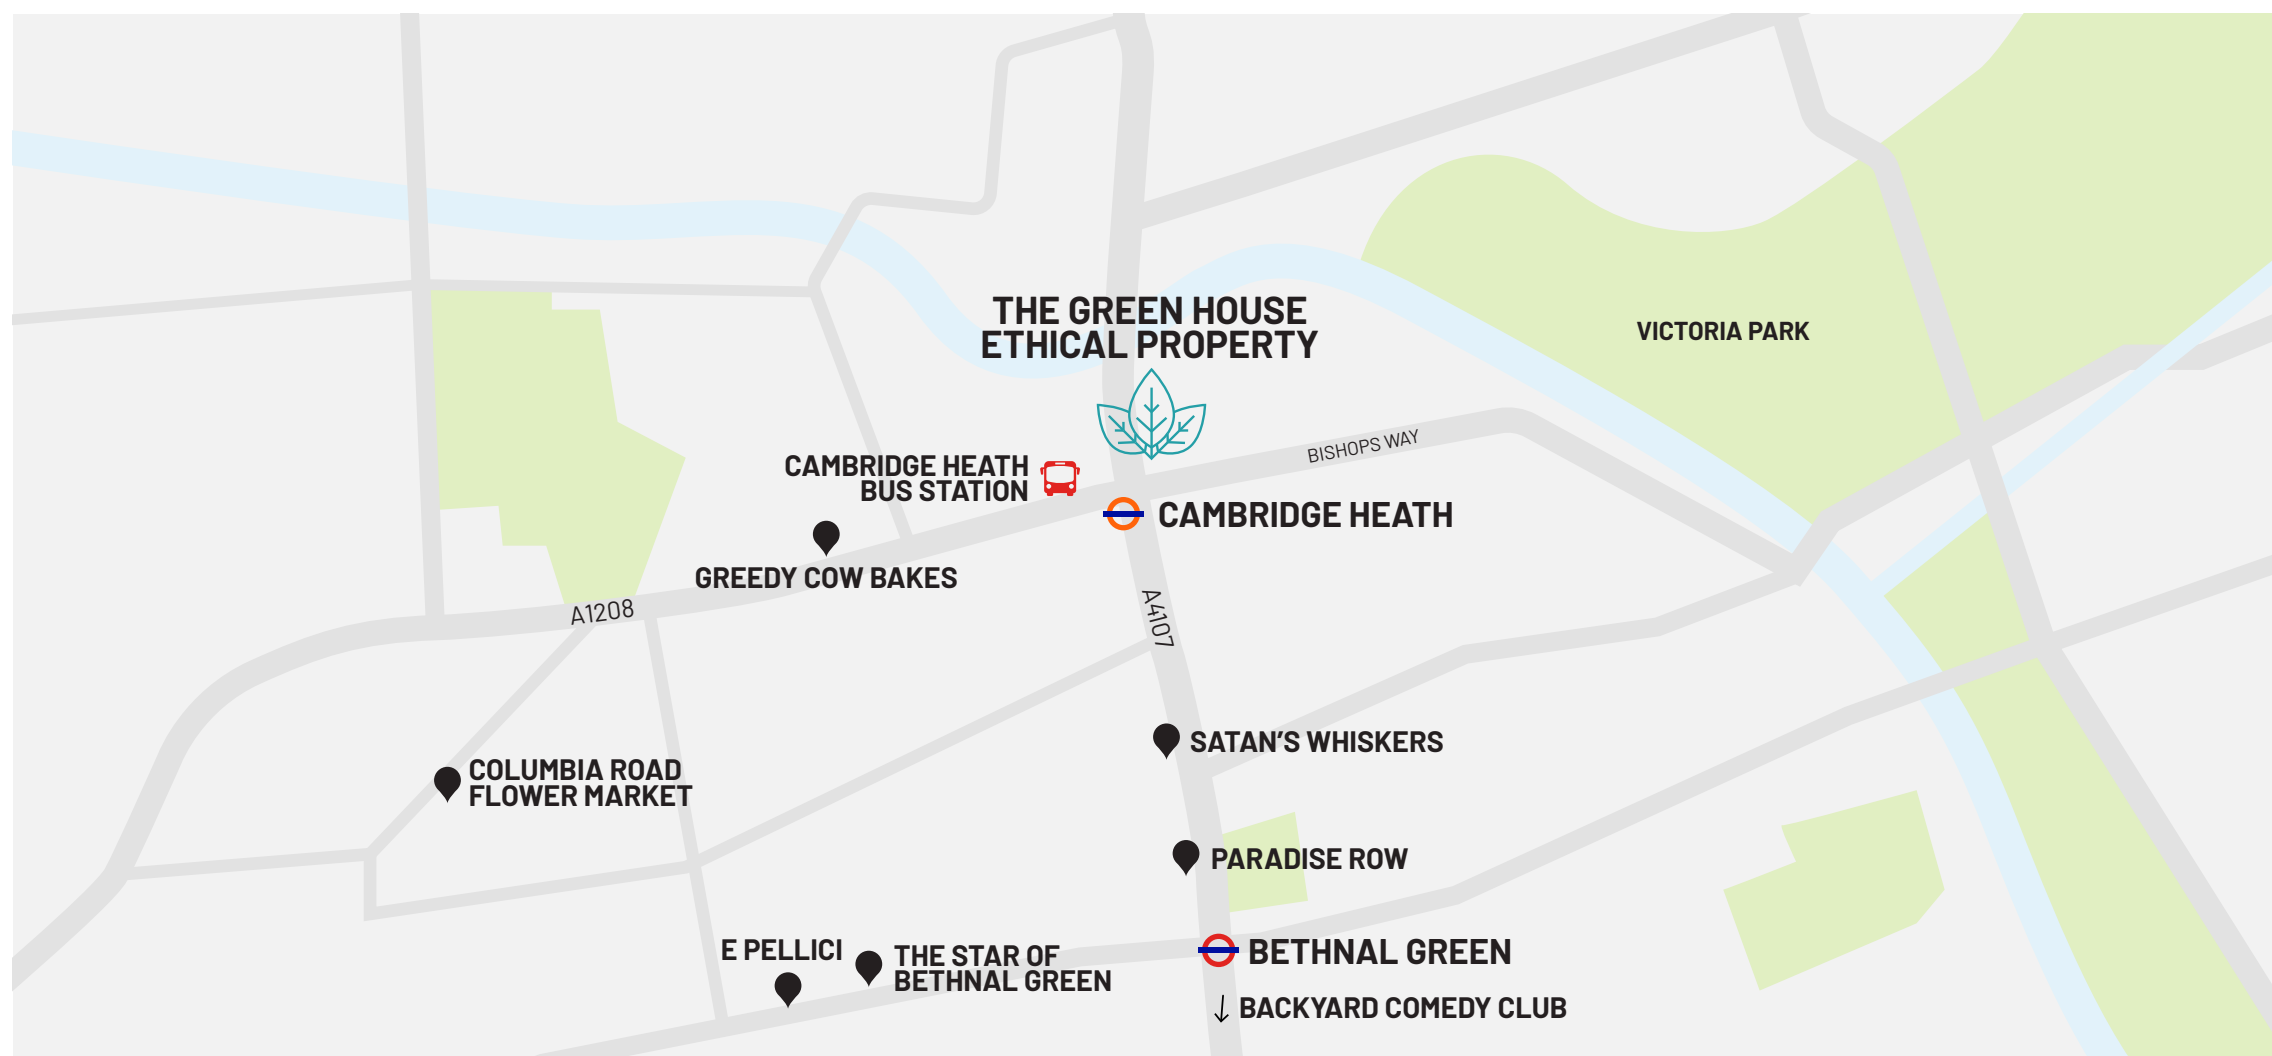 THE GREEN HOUSE
ETHICAL PROPERTY
VICTORIA PARK
BISHOPS WAY
CAMBRIDGE HEATH
BUS STATION
CAMBRIDGE HEATH
GREEDY COW BAKES
A1208
A4107
SATAN'S WHISKERS
COLUMBIA ROAD
FLOWER MARKET
PARADISE ROW
E PELLICI
THE STAR OF
BETHNAL GREEN
BETHNAL GREEN
BACKYARD COMEDY CLUB